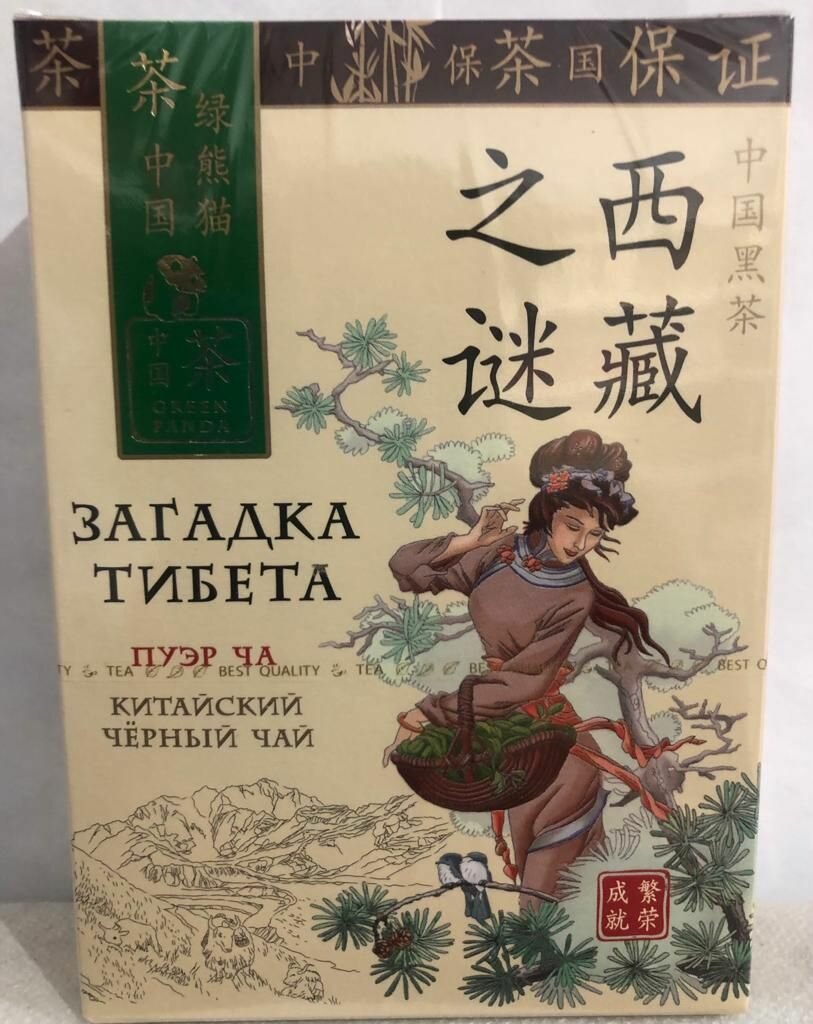 茶 中 保 茶 国 保 证
茶
中国
绿熊猫
中国
茶
GREEN
PANDA
西藏
之谜
中国黑茶
ЗАГАДКА
ТИБЕТА
ПУЭР ЧА
TY TEA BEST QUALITY TEA BE BEST Q
КИТАЙСКИЙ
ЧЁРНЫЙ ЧАЙ
繁荣
成就